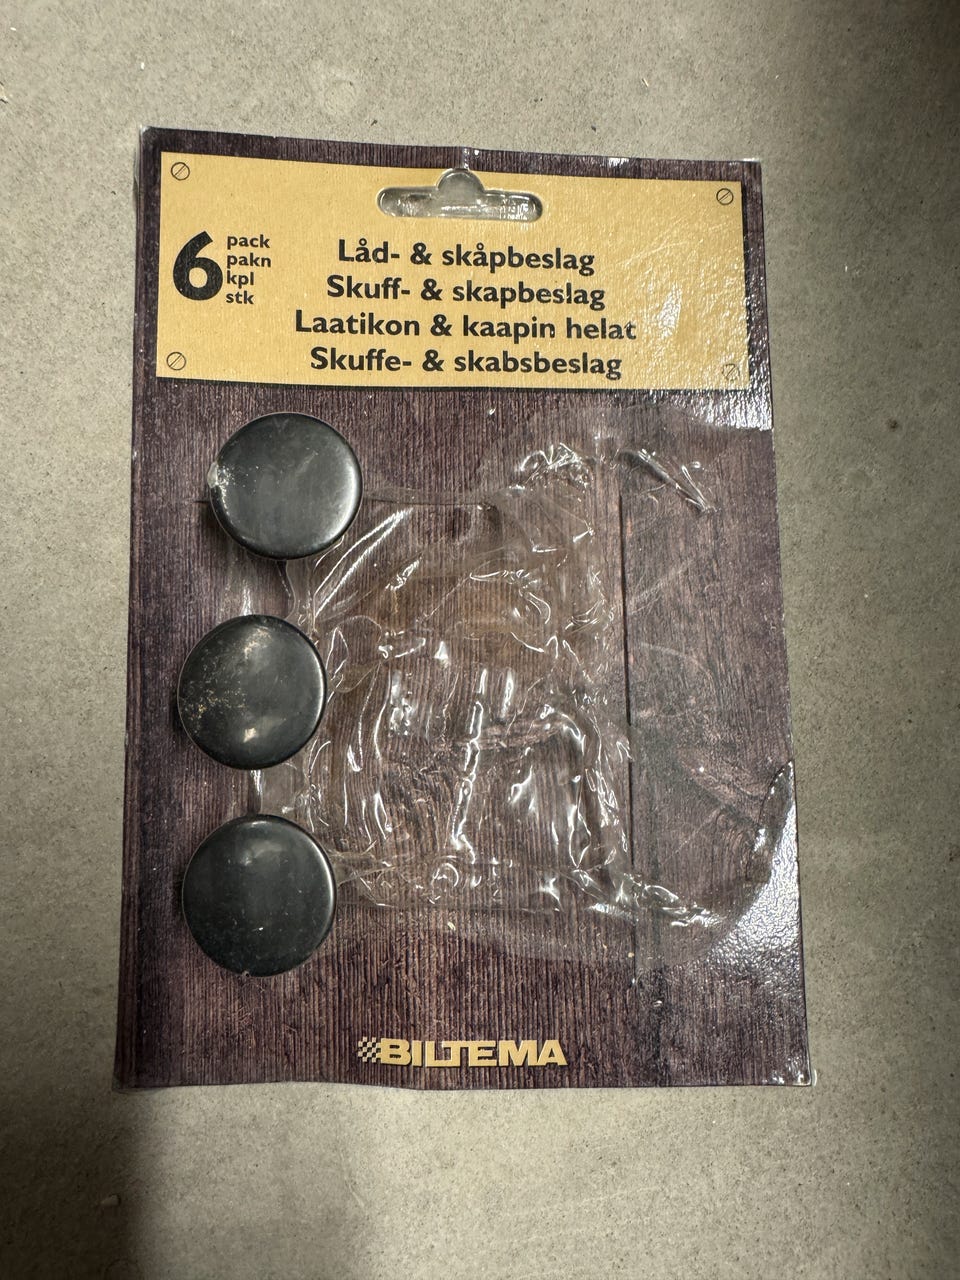 6 pack
pakn
kpl
stk
Låd- & skåpbeslag
Skuff- & skapbeslag
Laatikon & kaapin helat
Skuffe- & skabsbeslag
BILTEMA